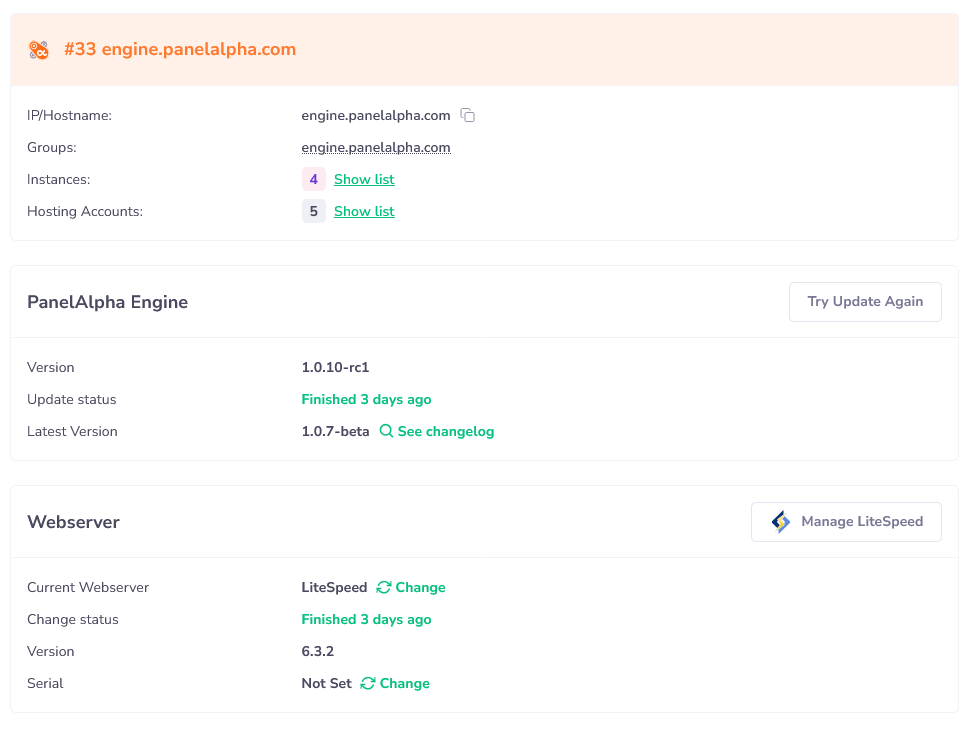 #33 engine.panelalpha.com
IP/Hostname: engine.panelalpha.com
Groups: engine.panelalpha.com
Instances: 4 Show list
Hosting Accounts: 5 Show list
PanelAlpha Engine Try Update Again
Version 1.0.10-rc1
Update status Finished 3 days ago
Latest Version 1.0.7-beta See changelog
Webserver Manage LiteSpeed
Current Webserver LiteSpeed Change
Change status Finished 3 days ago
Version 6.3.2
Serial Not Set Change